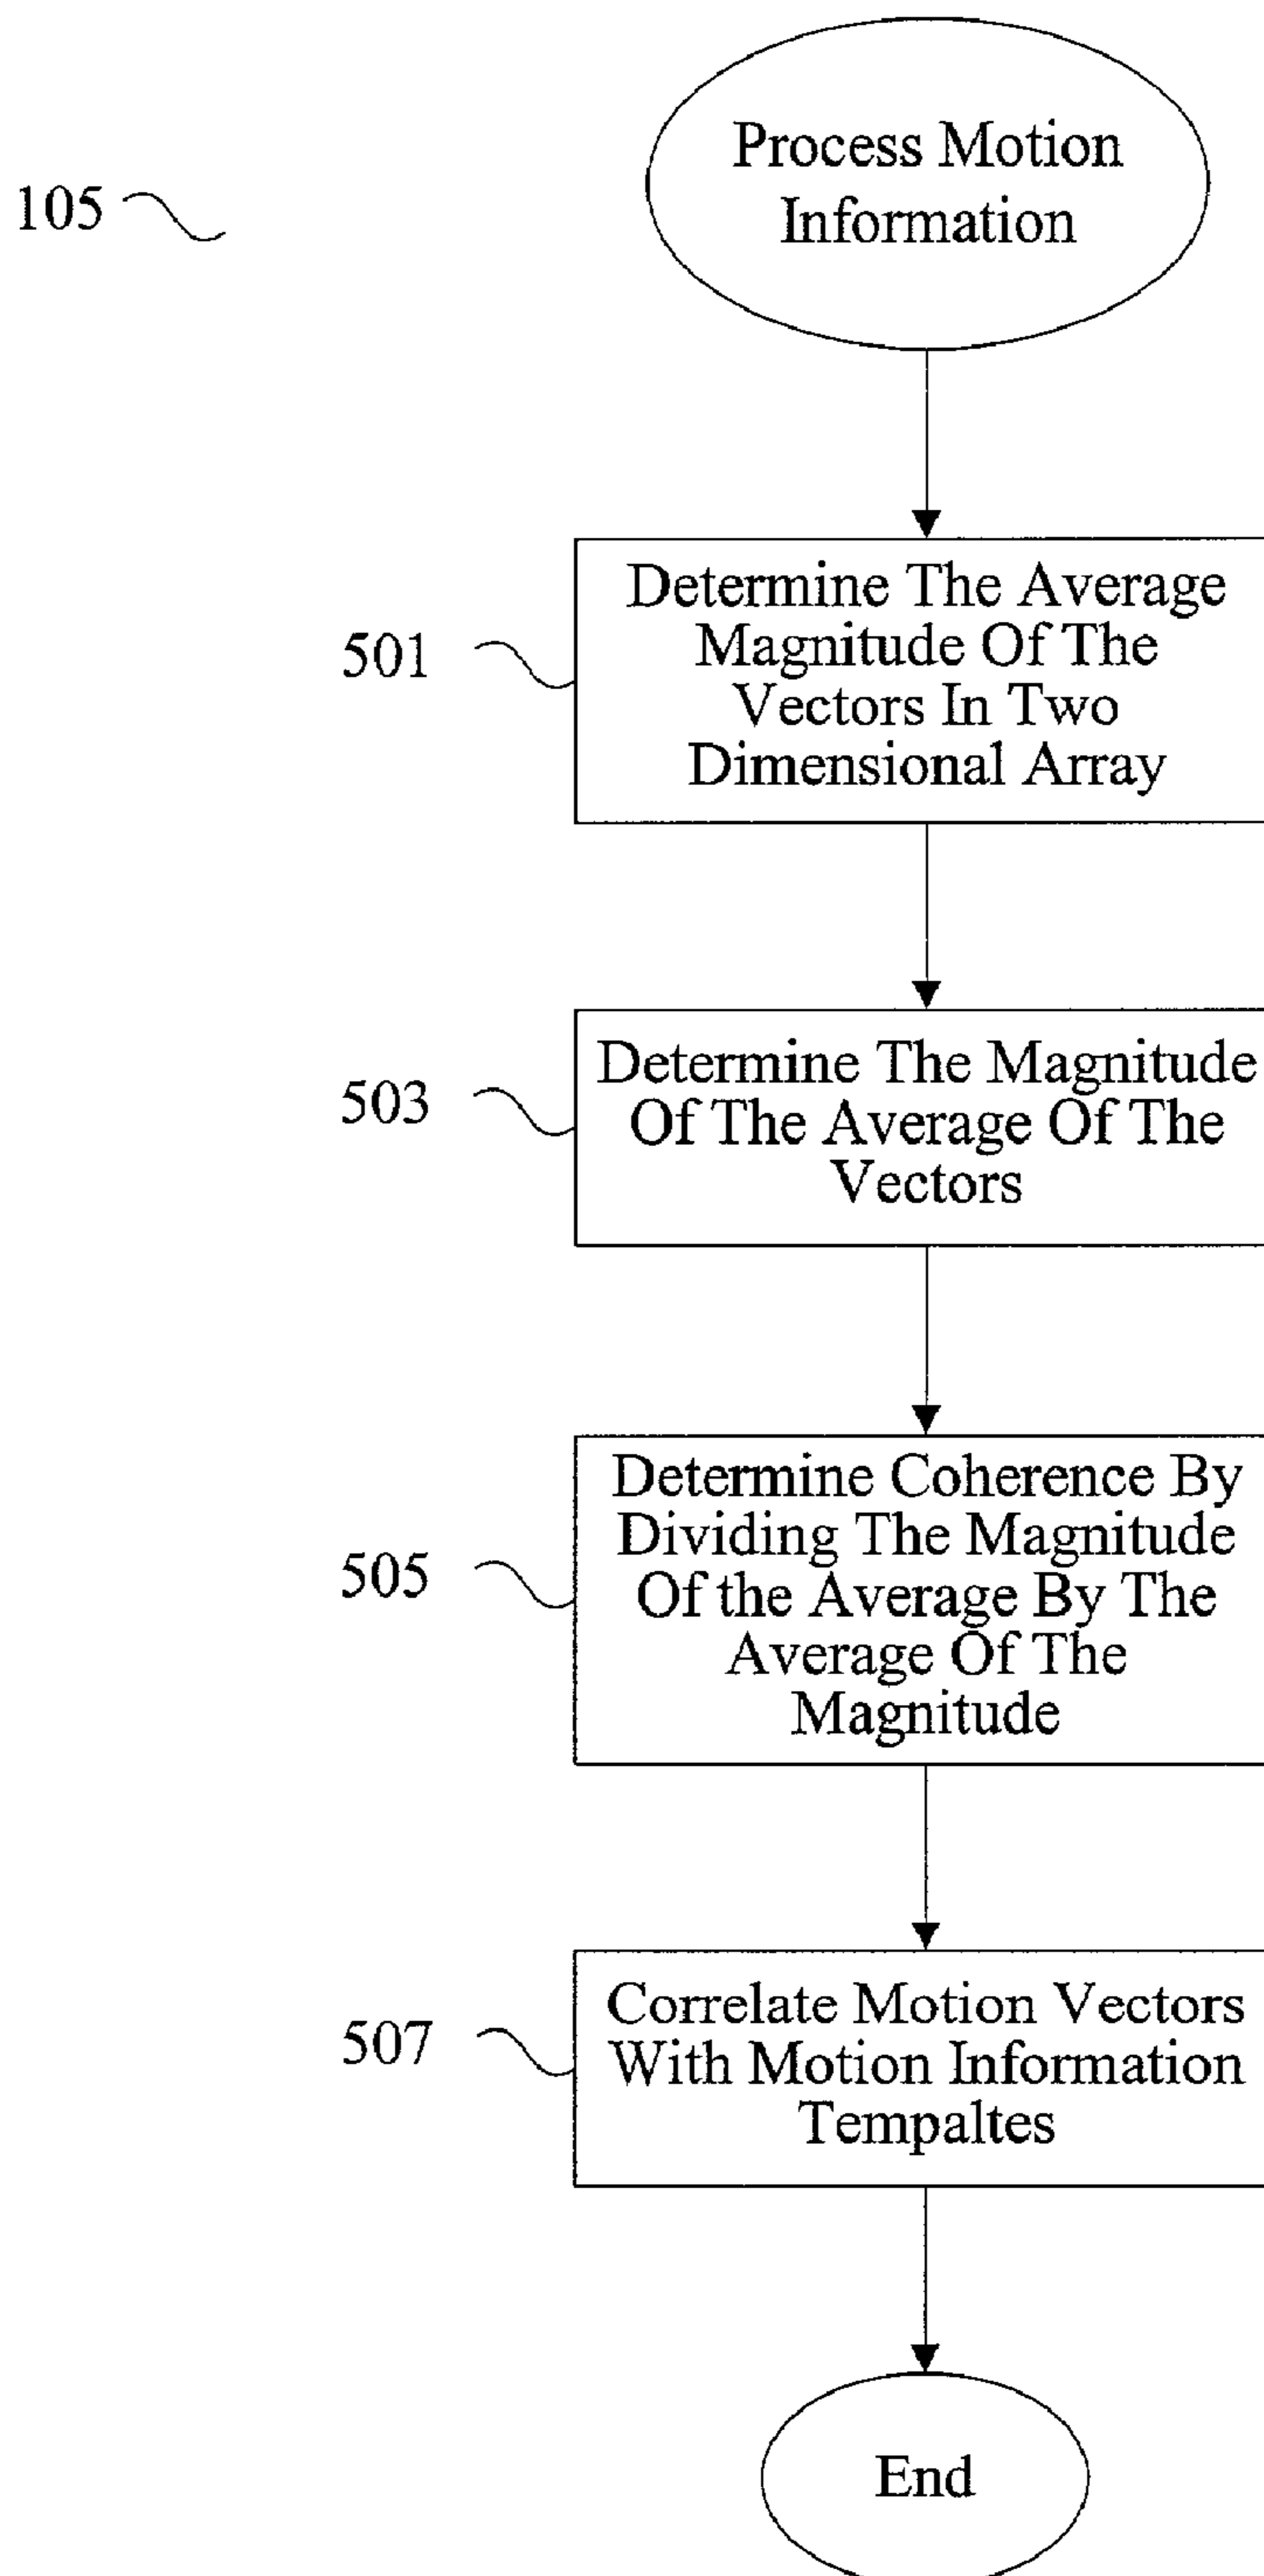 Process Motion
Information
105
Determine The Average
Magnitude Of The
Vectors In Two
Dimensional Array
501
Determine The Magnitude
Of The Average Of The
Vectors
503
Determine Coherence By
Dividing The Magnitude
Of the Average By The
Average Of The
Magnitude
505
Correlate Motion Vectors
With Motion Information
Tempaltes
507
End